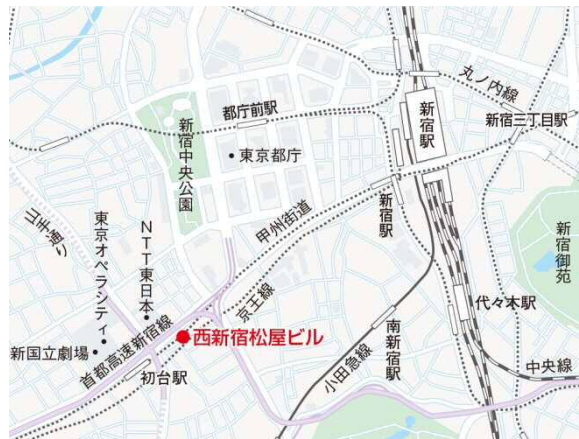 丸ノ内線
新宿三丁目駅
新宿駅
都庁前駅
東京都庁
新宿中央公園
甲州街道
新宿駅
新宿御苑
山手通り
東京オペラシティ
NTT東日本
京王線
代々木駅
西新宿松屋ビル
首都高速新宿線
新国立劇場
初台駅
小田急線
南新宿駅
中央線